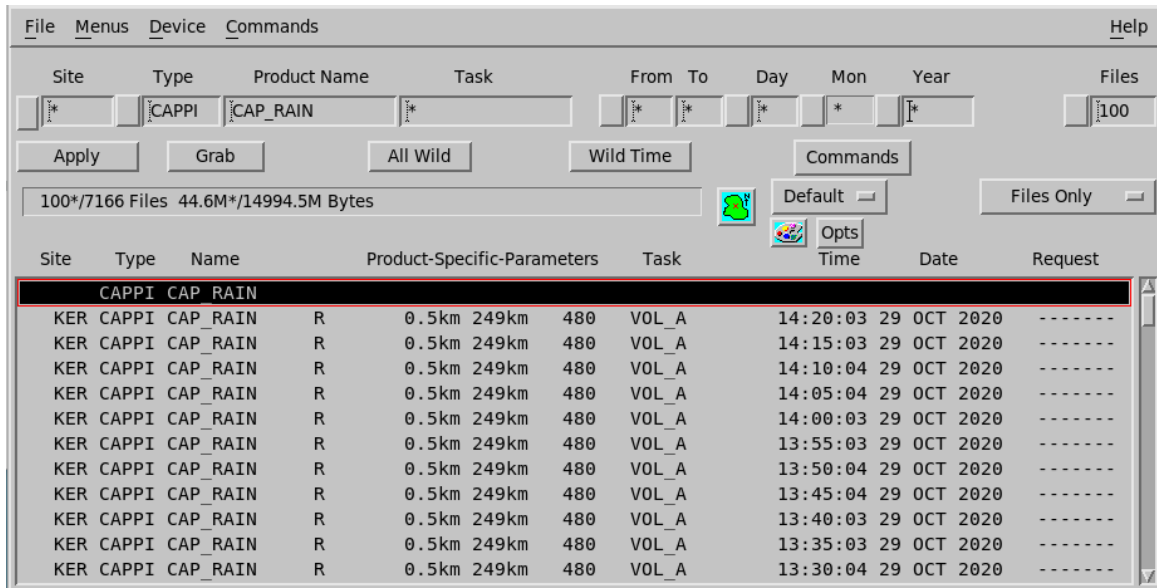 File Menus Device Commands Help
Site Type Product Name Task From To Day Mon Year Files
* CAPPI CAP_RAIN * * * * * * 100
Apply Grab All Wild Wild Time Commands
100*/7166 Files 44.6M*/14994.5M Bytes Default Files Only
Opts
Site Type Name Product-Specific-Parameters Task Time Date Request
CAPPI CAP_RAIN
KER CAPPI CAP_RAIN R 0.5km 249km 480 VOL_A 14:20:03 29 OCT 2020 -------
KER CAPPI CAP_RAIN R 0.5km 249km 480 VOL_A 14:15:03 29 OCT 2020 -------
KER CAPPI CAP_RAIN R 0.5km 249km 480 VOL_A 14:10:04 29 OCT 2020 -------
KER CAPPI CAP_RAIN R 0.5km 249km 480 VOL_A 14:05:04 29 OCT 2020 -------
KER CAPPI CAP_RAIN R 0.5km 249km 480 VOL_A 14:00:03 29 OCT 2020 -------
KER CAPPI CAP_RAIN R 0.5km 249km 480 VOL_A 13:55:03 29 OCT 2020 -------
KER CAPPI CAP_RAIN R 0.5km 249km 480 VOL_A 13:50:04 29 OCT 2020 -------
KER CAPPI CAP_RAIN R 0.5km 249km 480 VOL_A 13:45:04 29 OCT 2020 -------
KER CAPPI CAP_RAIN R 0.5km 249km 480 VOL_A 13:40:03 29 OCT 2020 -------
KER CAPPI CAP_RAIN R 0.5km 249km 480 VOL_A 13:35:03 29 OCT 2020 -------
KER CAPPI CAP_RAIN R 0.5km 249km 480 VOL_A 13:30:04 29 OCT 2020 -------